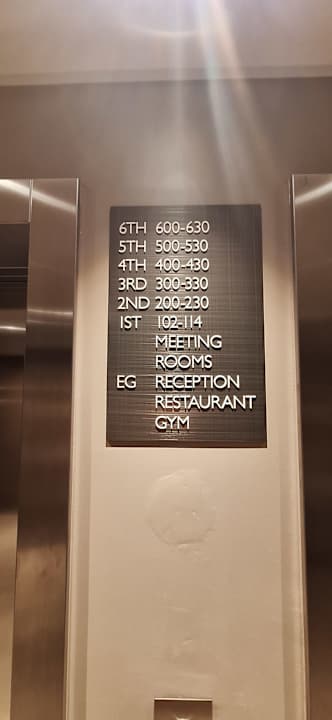 6TH 600-630
5TH 500-530
4TH 400-430
3RD 300-330
2ND 200-230
1ST 102-114
MEETING
ROOMS
EG RECEPTION
RESTAURANT
GYM